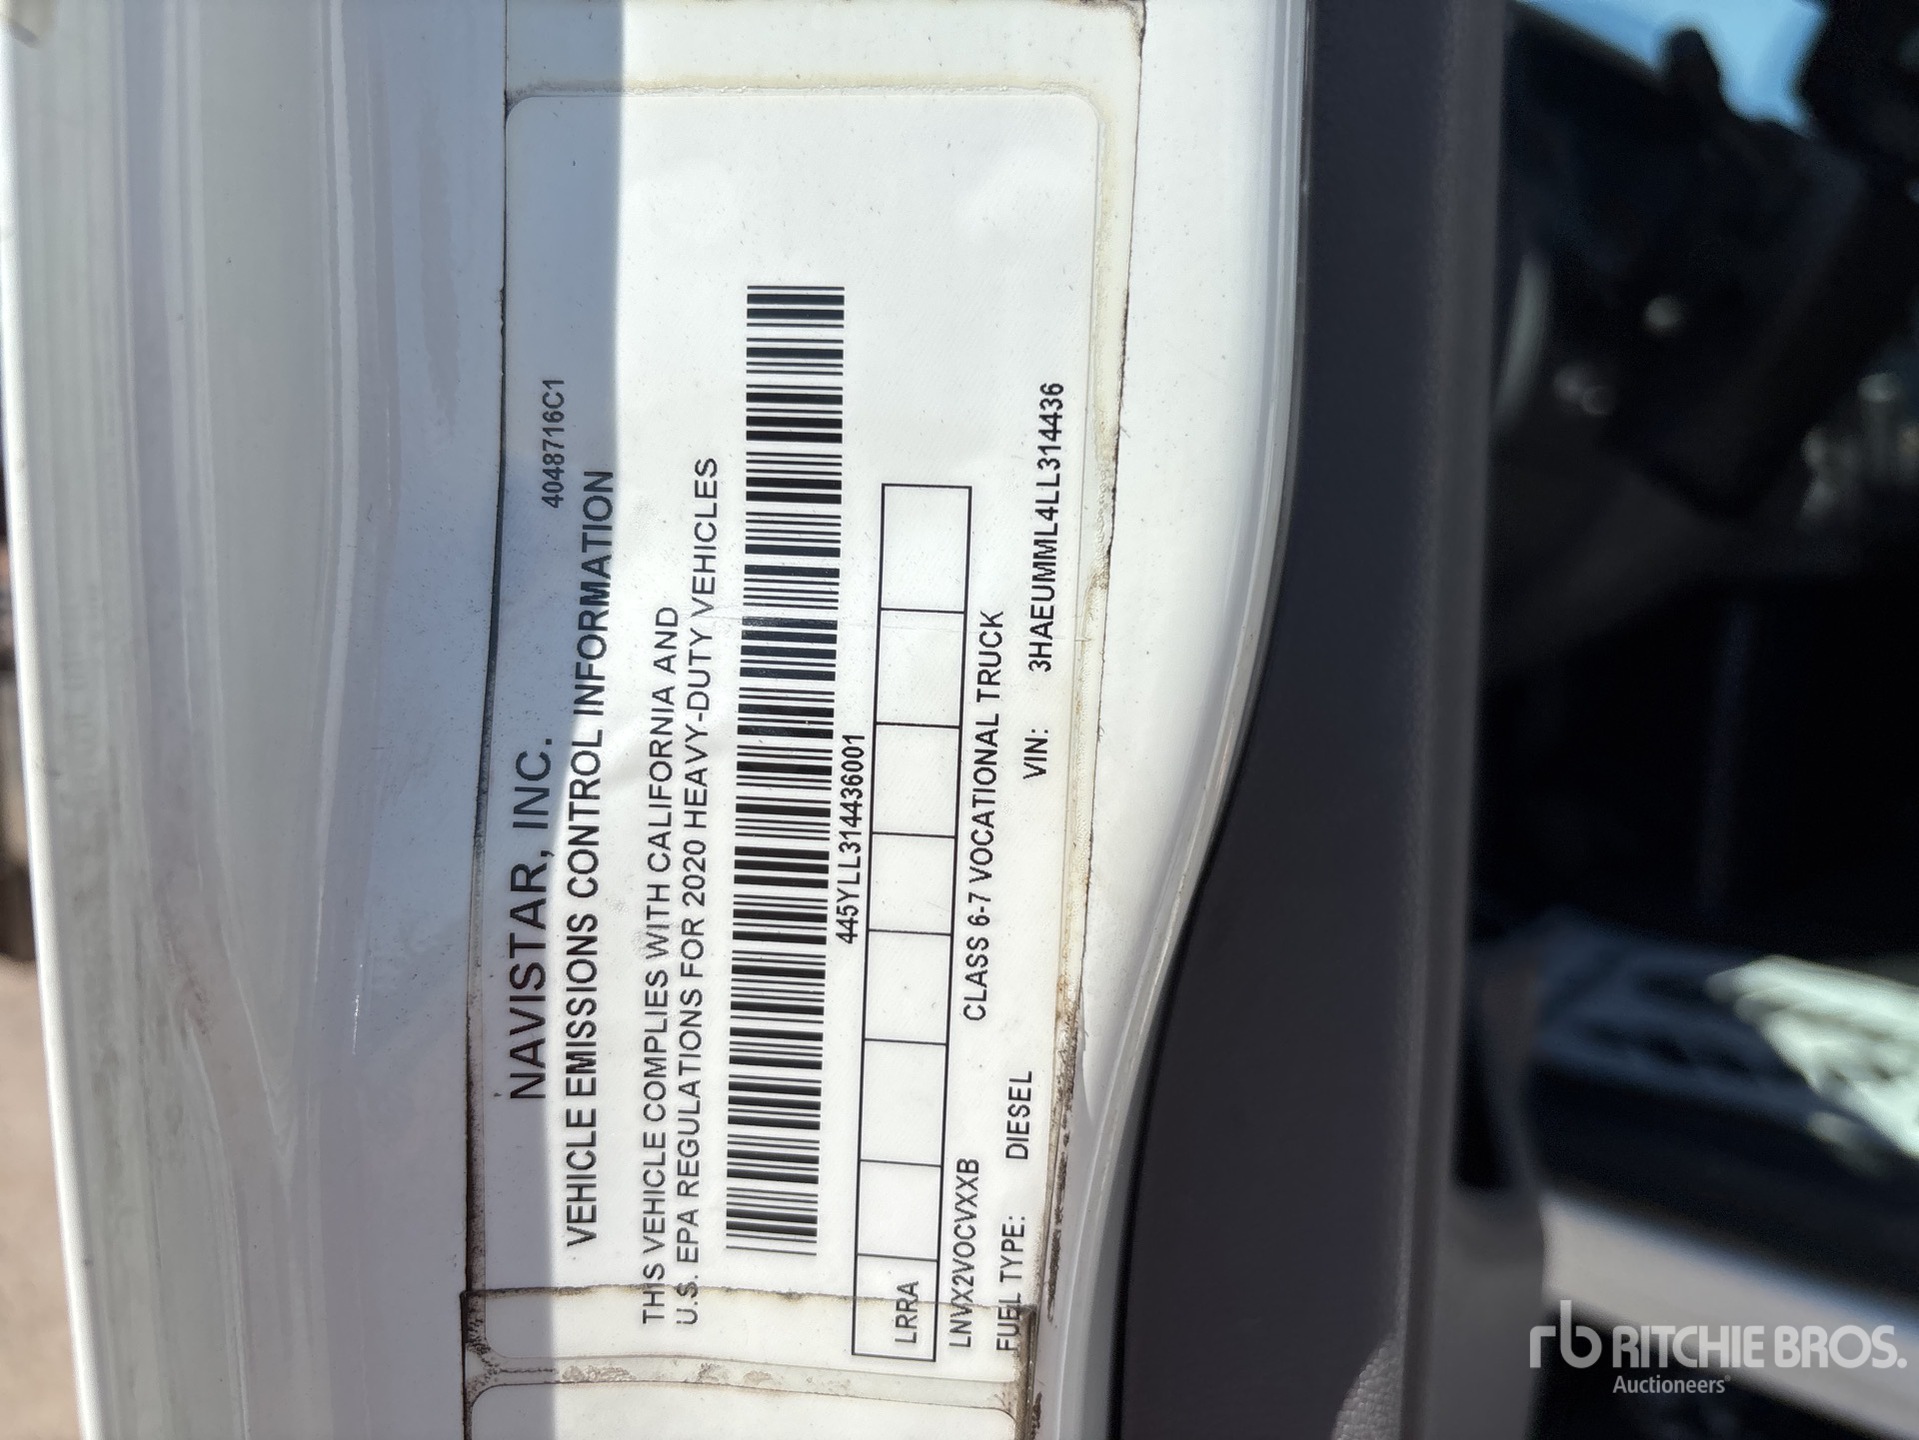 NAVISTAR, INC.
4048716C1
VEHICLE EMISSIONS CONTROL INFORMATION
THIS VEHICLE COMPLIES WITH CALIFORNIA AND
U.S. EPA REGULATIONS FOR 2020 HEAVY-DUTY VEHICLES
445YLL314436001
LRRA
LNVX2VOCVXXB CLASS 6-7 VOCATIONAL TRUCK
FUEL TYPE: DIESEL VIN: 3HAEUMML4LL314436
rb RITCHIE BROS.
Auctioneers